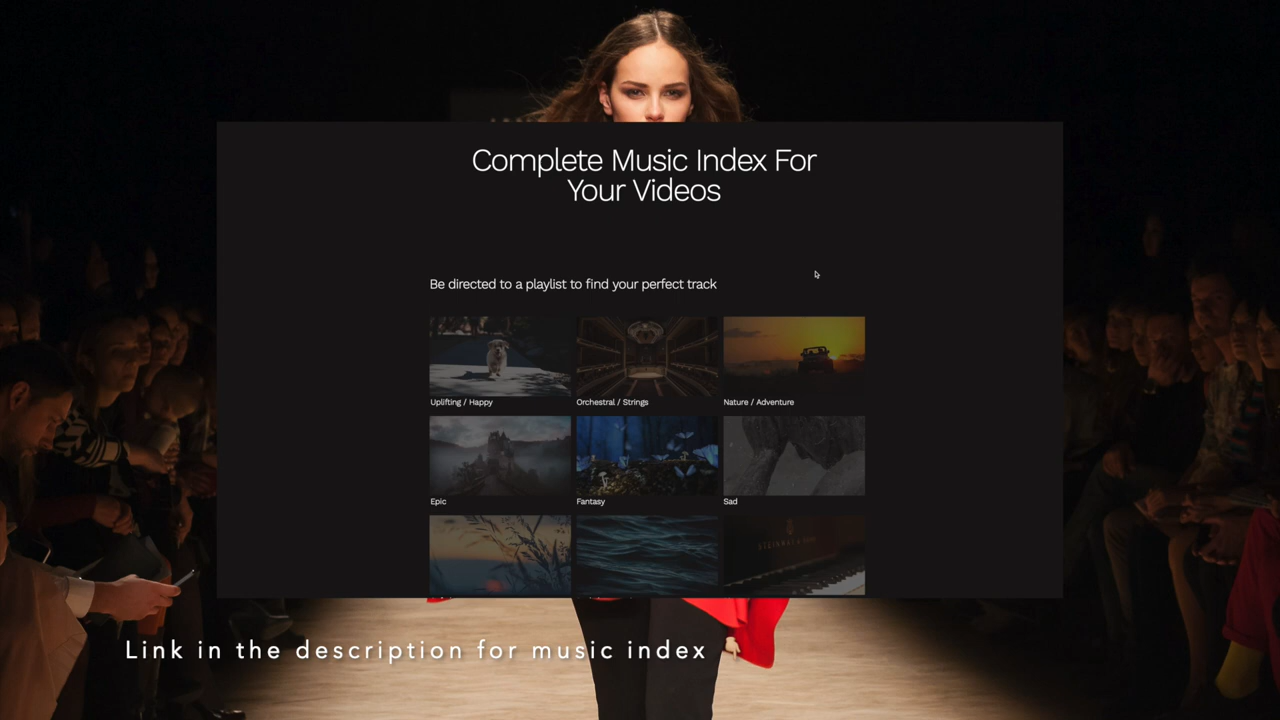 Complete Music Index For
Your Videos
Be directed to a playlist to find your perfect track
Uplifting / Happy
Orchestral / Strings
Nature / Adventure
Epic
Fantasy
Sad
STEINWAY
Link in the description for music index